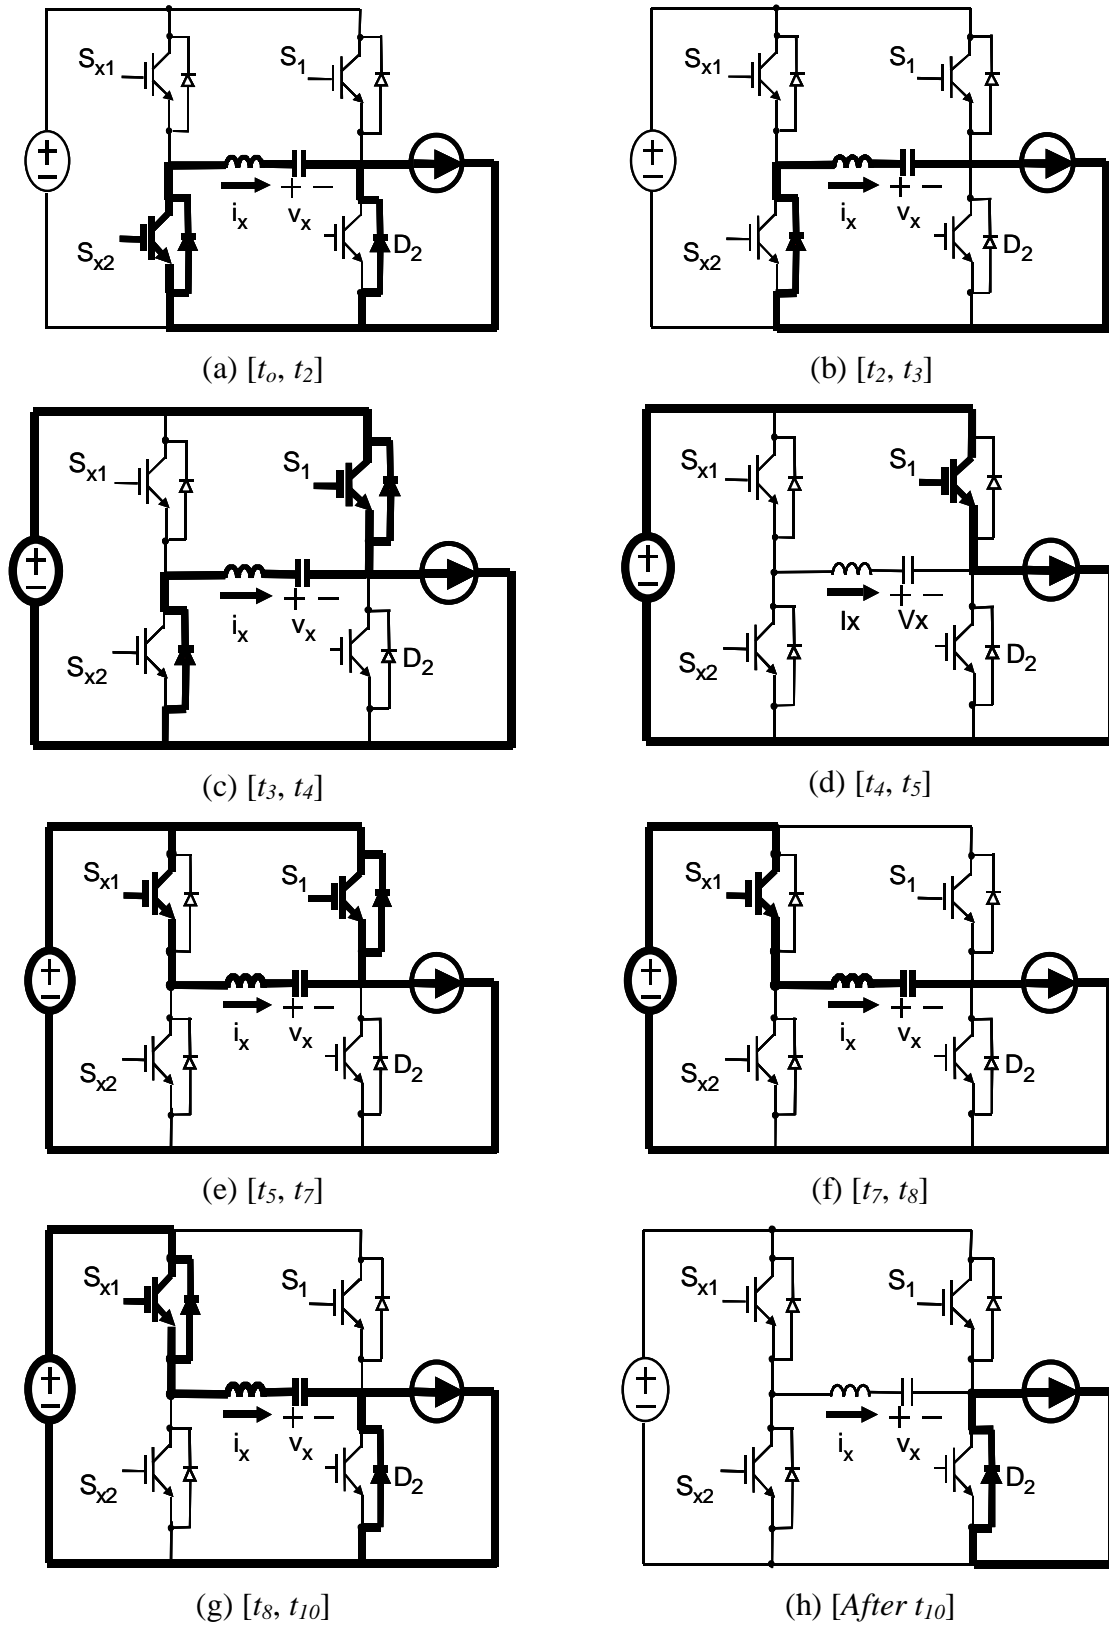 Sx1 S1
+ −
ix + − vx
Sx2 D2
(a) [to, t2]
Sx1 S1
+ −
ix + − vx
Sx2 D2
(b) [t2, t3]
Sx1 S1
+ −
ix + − vx
Sx2 D2
(c) [t3, t4]
Sx1 S1
+ −
Ix + − Vx
Sx2 D2
(d) [t4, t5]
Sx1 S1
+ −
ix + − vx
Sx2 D2
(e) [t5, t7]
Sx1 S1
+ −
ix + − vx
Sx2 D2
(f) [t7, t8]
Sx1 S1
+ −
ix + − vx
Sx2 D2
(g) [t8, t10]
Sx1 S1
+ −
ix + − vx
Sx2 D2
(h) [After t10]